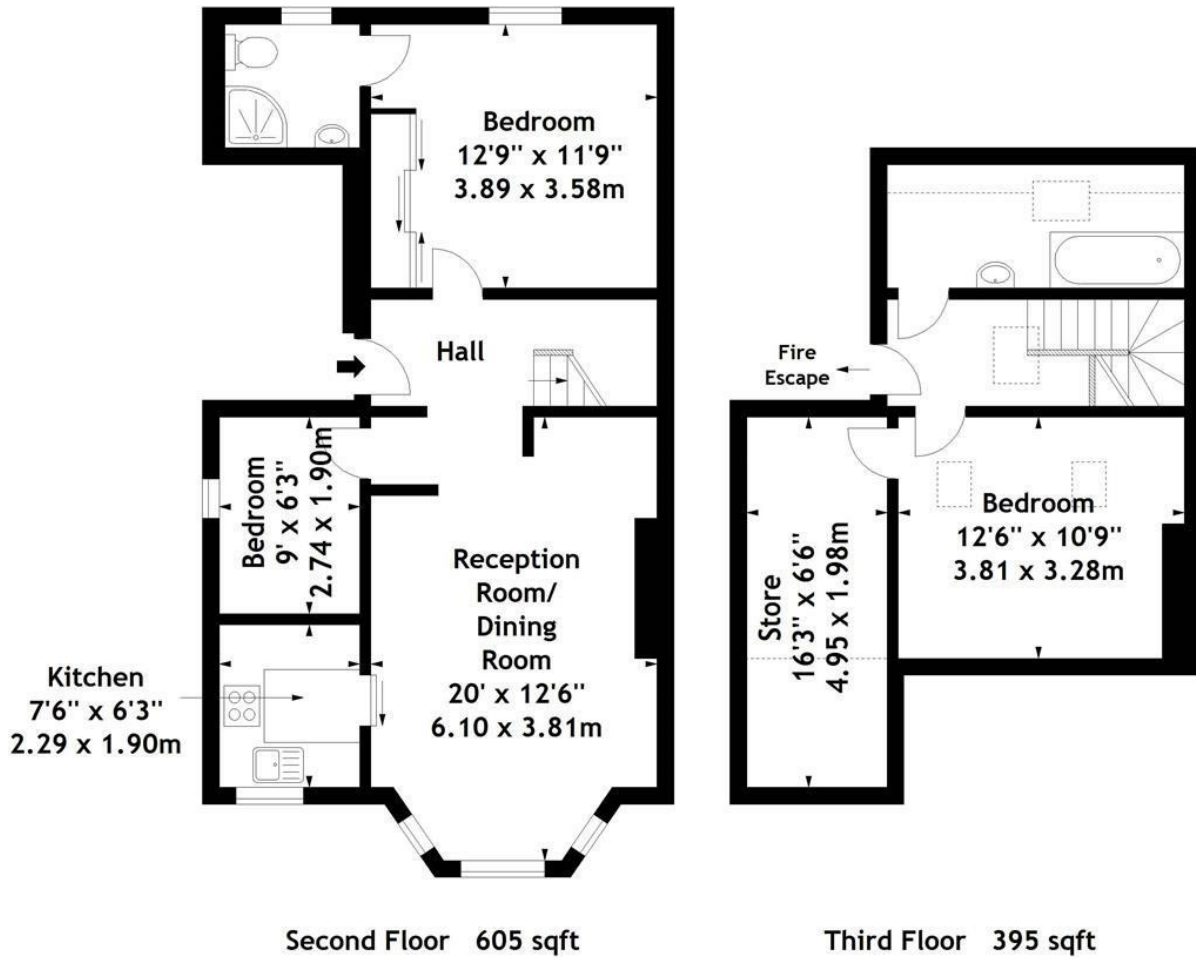 Bedroom
12'9" x 11'9"
3.89 x 3.58m
Hall
Bedroom
9' x 6'3"
2.74 x 1.90m
Reception
Room/
Dining
Room
20' x 12'6"
6.10 x 3.81m
Kitchen
7'6" x 6'3"
2.29 x 1.90m
Second Floor 605 sqft
Fire
Escape
Bedroom
12'6" x 10'9"
3.81 x 3.28m
Store
16'3" x 6'6"
4.95 x 1.98m
Third Floor 395 sqft